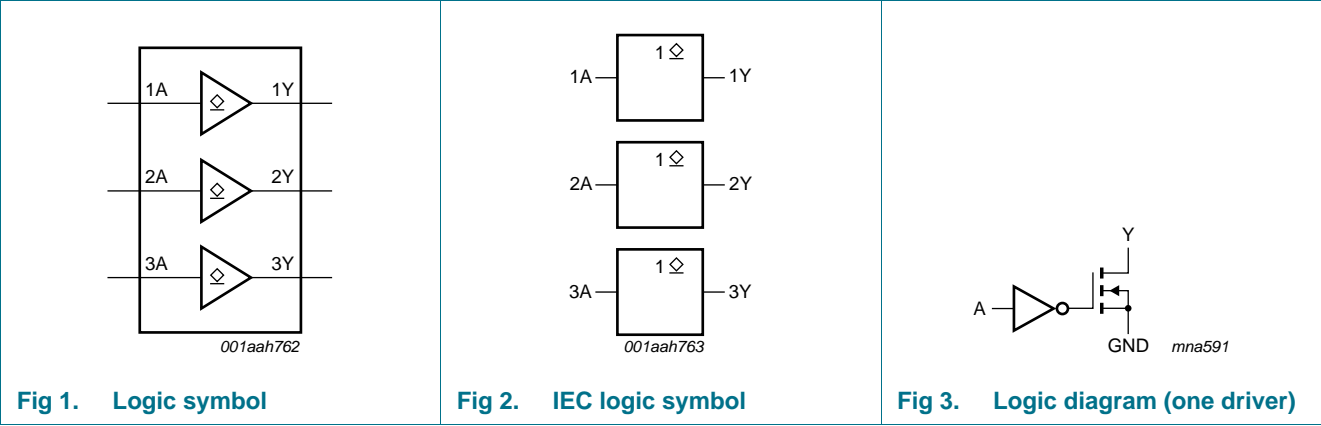 1A 1Y
2A 2Y
3A 3Y
001aah762
Fig 1. Logic symbol
1
1A 1Y
1
2A 2Y
1
3A 3Y
001aah763
Fig 2. IEC logic symbol
Y
A
GND mna591
Fig 3. Logic diagram (one driver)